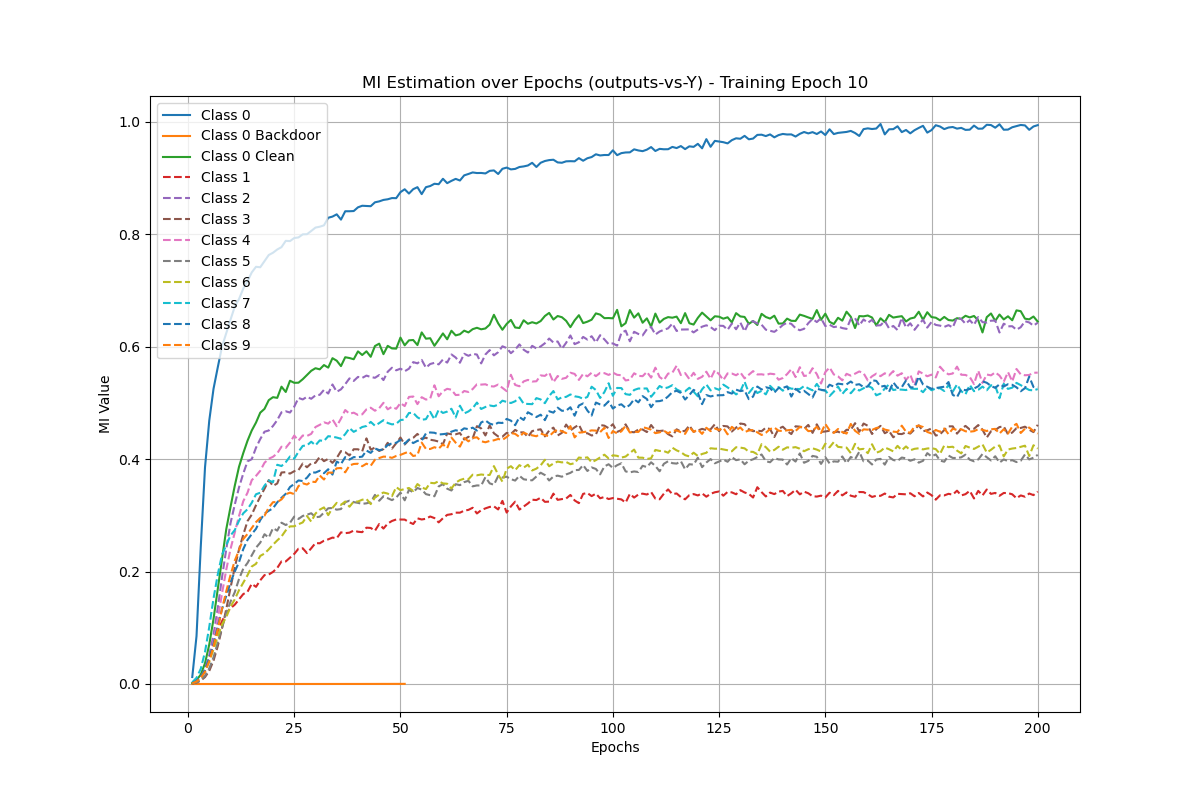 MI Estimation over Epochs (outputs-vs-Y) - Training Epoch 10
Class 0
Class 0 Backdoor
Class 0 Clean
Class 1
Class 2
Class 3
Class 4
Class 5
Class 6
Class 7
Class 8
Class 9
MI Value
1.0
0.8
0.6
0.4
0.2
0.0
0 25 50 75 100 125 150 175 200
Epochs